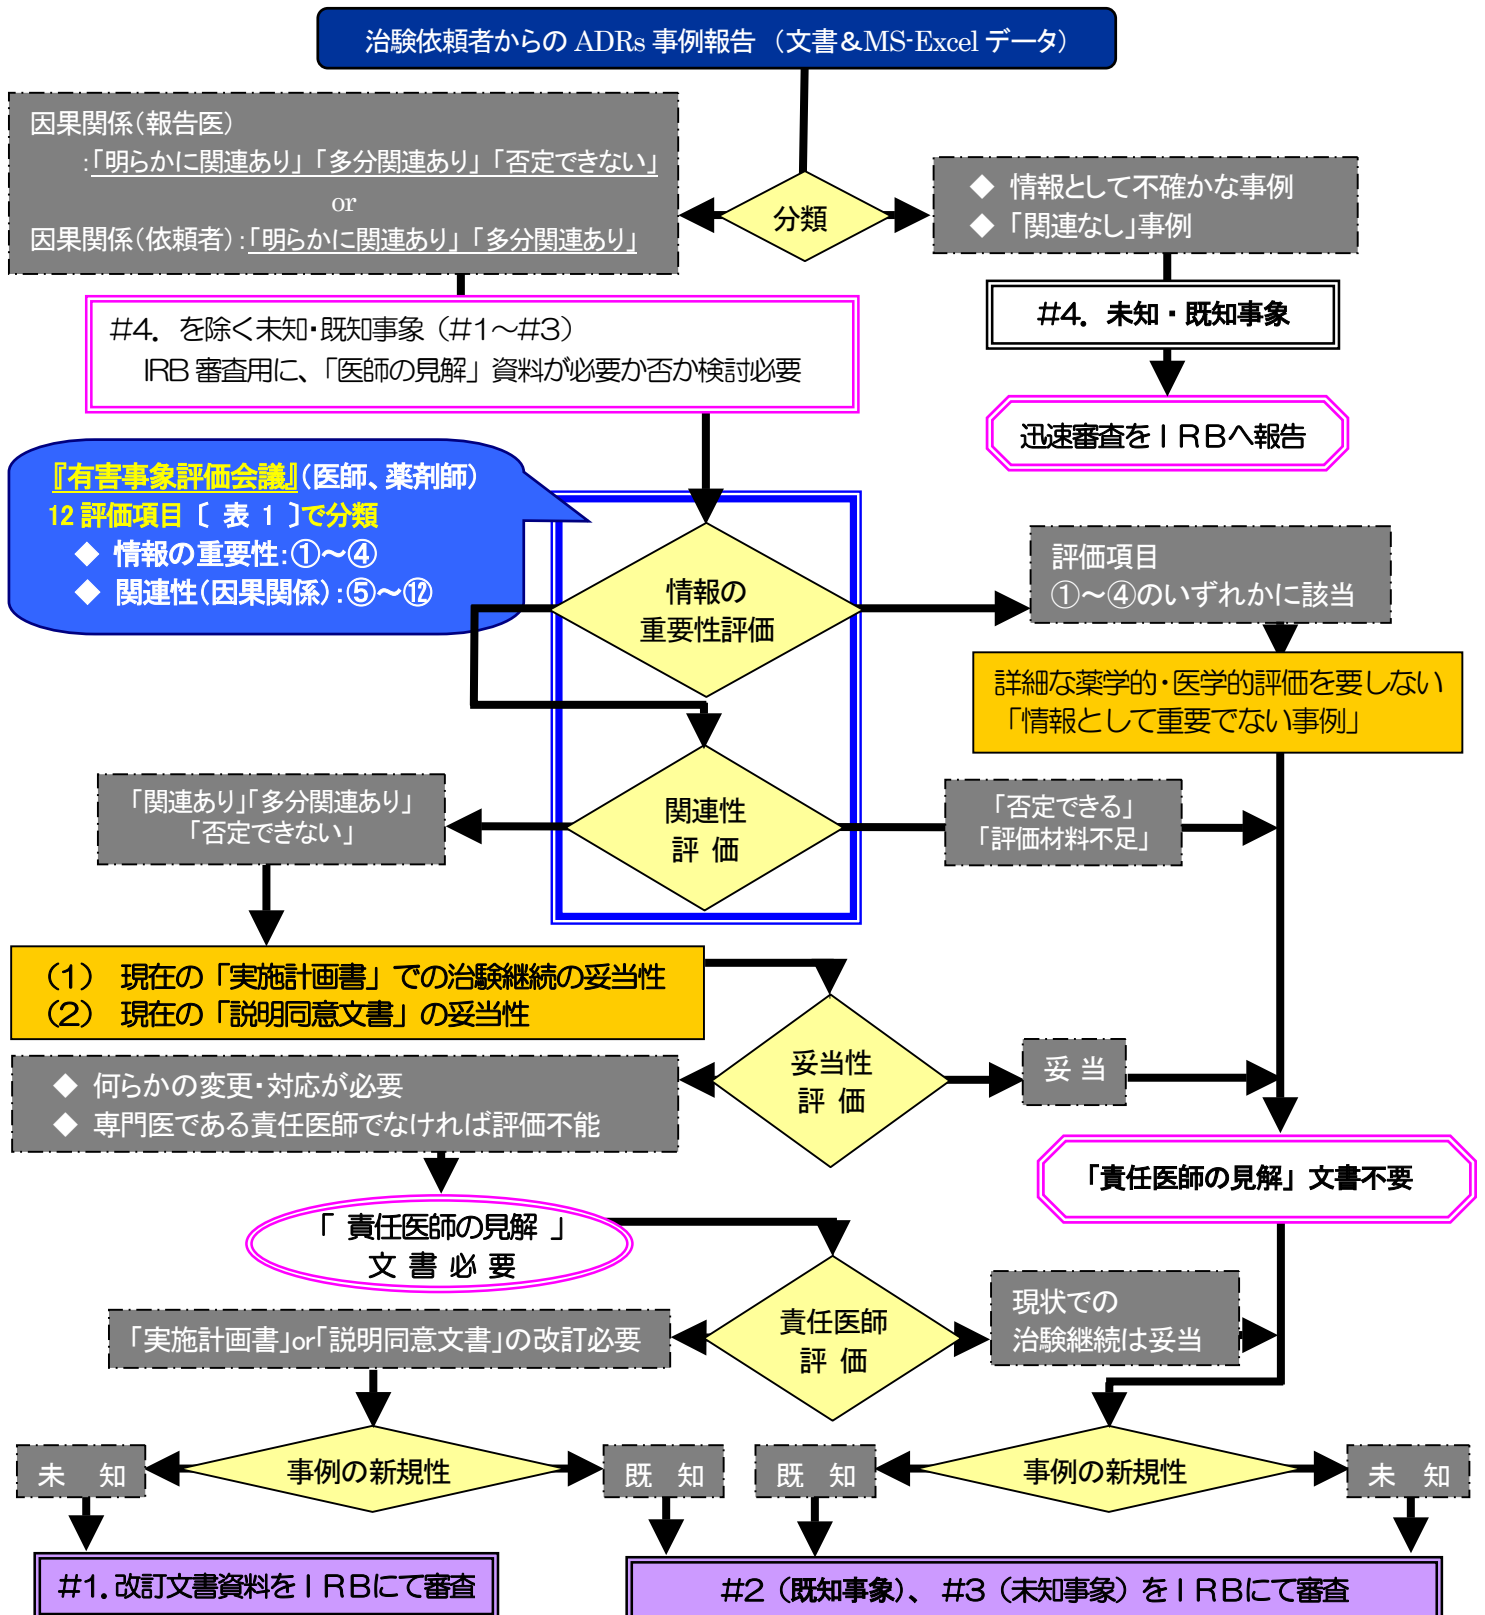 治験依頼者からの ADRs 事例報告 （文書＆MS-Excel データ）
因果関係（報告医）
：「明らかに関連あり」「多分関連あり」「否定できない」
or
因果関係（依頼者）：「明らかに関連あり」「多分関連あり」
分類
◆ 情報として不確かな事例
◆ 「関連なし」事例
＃4．を除く未知・既知事象（＃1～＃3）
IRB 審査用に、「医師の見解」資料が必要か否か検討必要
＃4．未知・既知事象
迅速審査をＩＲＢへ報告
『有害事象評価会議』（医師、薬剤師）
12 評価項目〔 表 1 〕で分類
◆ 情報の重要性：①～④
◆ 関連性（因果関係）：⑤～⑫
情報の
重要性評価
評価項目
①～④のいずれかに該当
詳細な薬学的・医学的評価を要しない
「情報として重要でない事例」
「関連あり」「多分関連あり」
「否定できない」
関連性
評 価
「否定できる」
「評価材料不足」
（1） 現在の「実施計画書」での治験継続の妥当性
（2） 現在の「説明同意文書」の妥当性
妥当性
評 価
妥 当
◆ 何らかの変更・対応が必要
◆ 専門医である責任医師でなければ評価不能
「責任医師の見解」文書不要
「 責任医師の見解 」
文 書 必 要
「実施計画書」or「説明同意文書」の改訂必要
責任医師
評 価
現状での
治験継続は妥当
未　知
事例の新規性
既　知
既　知
事例の新規性
未　知
＃1．改訂文書資料をＩＲＢにて審査
＃2（既知事象）、＃3（未知事象）をＩＲＢにて審査